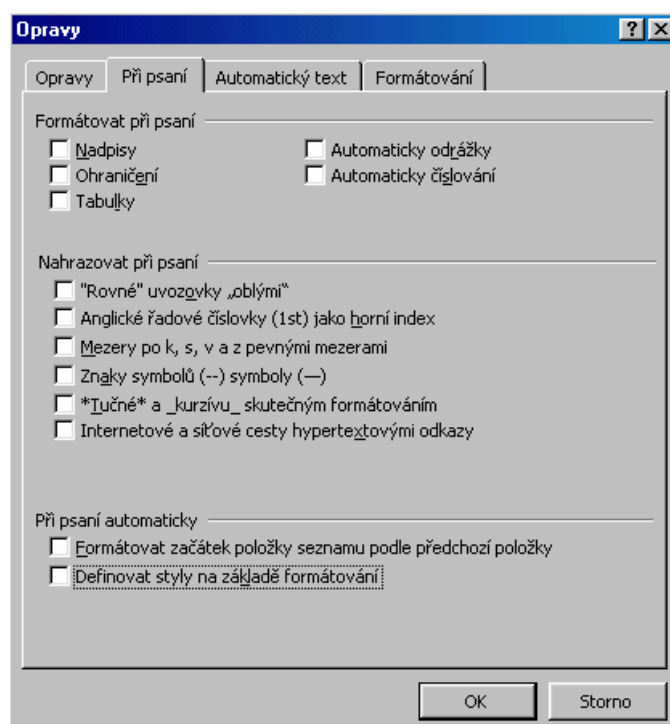 Opravy
Opravy Při psaní Automatický text Formátování
Formátovat při psaní
Nadpisy Automaticky odrážky
Ohraničení Automaticky číslování
Tabulky
Nahrazovat při psaní
"Rovné" uvozovky „oblými“
Anglické řadové číslovky (1st) jako horní index
Mezery po k, s, v a z pevnými mezerami
Znaky symbolů (--) symboly (—)
*Tučné* a _kurzívu_ skutečným formátováním
Internetové a síťové cesty hypertextovými odkazy
Při psaní automaticky
Formátovat začátek položky seznamu podle předchozí položky
Definovat styly na základě formátování
OK Storno